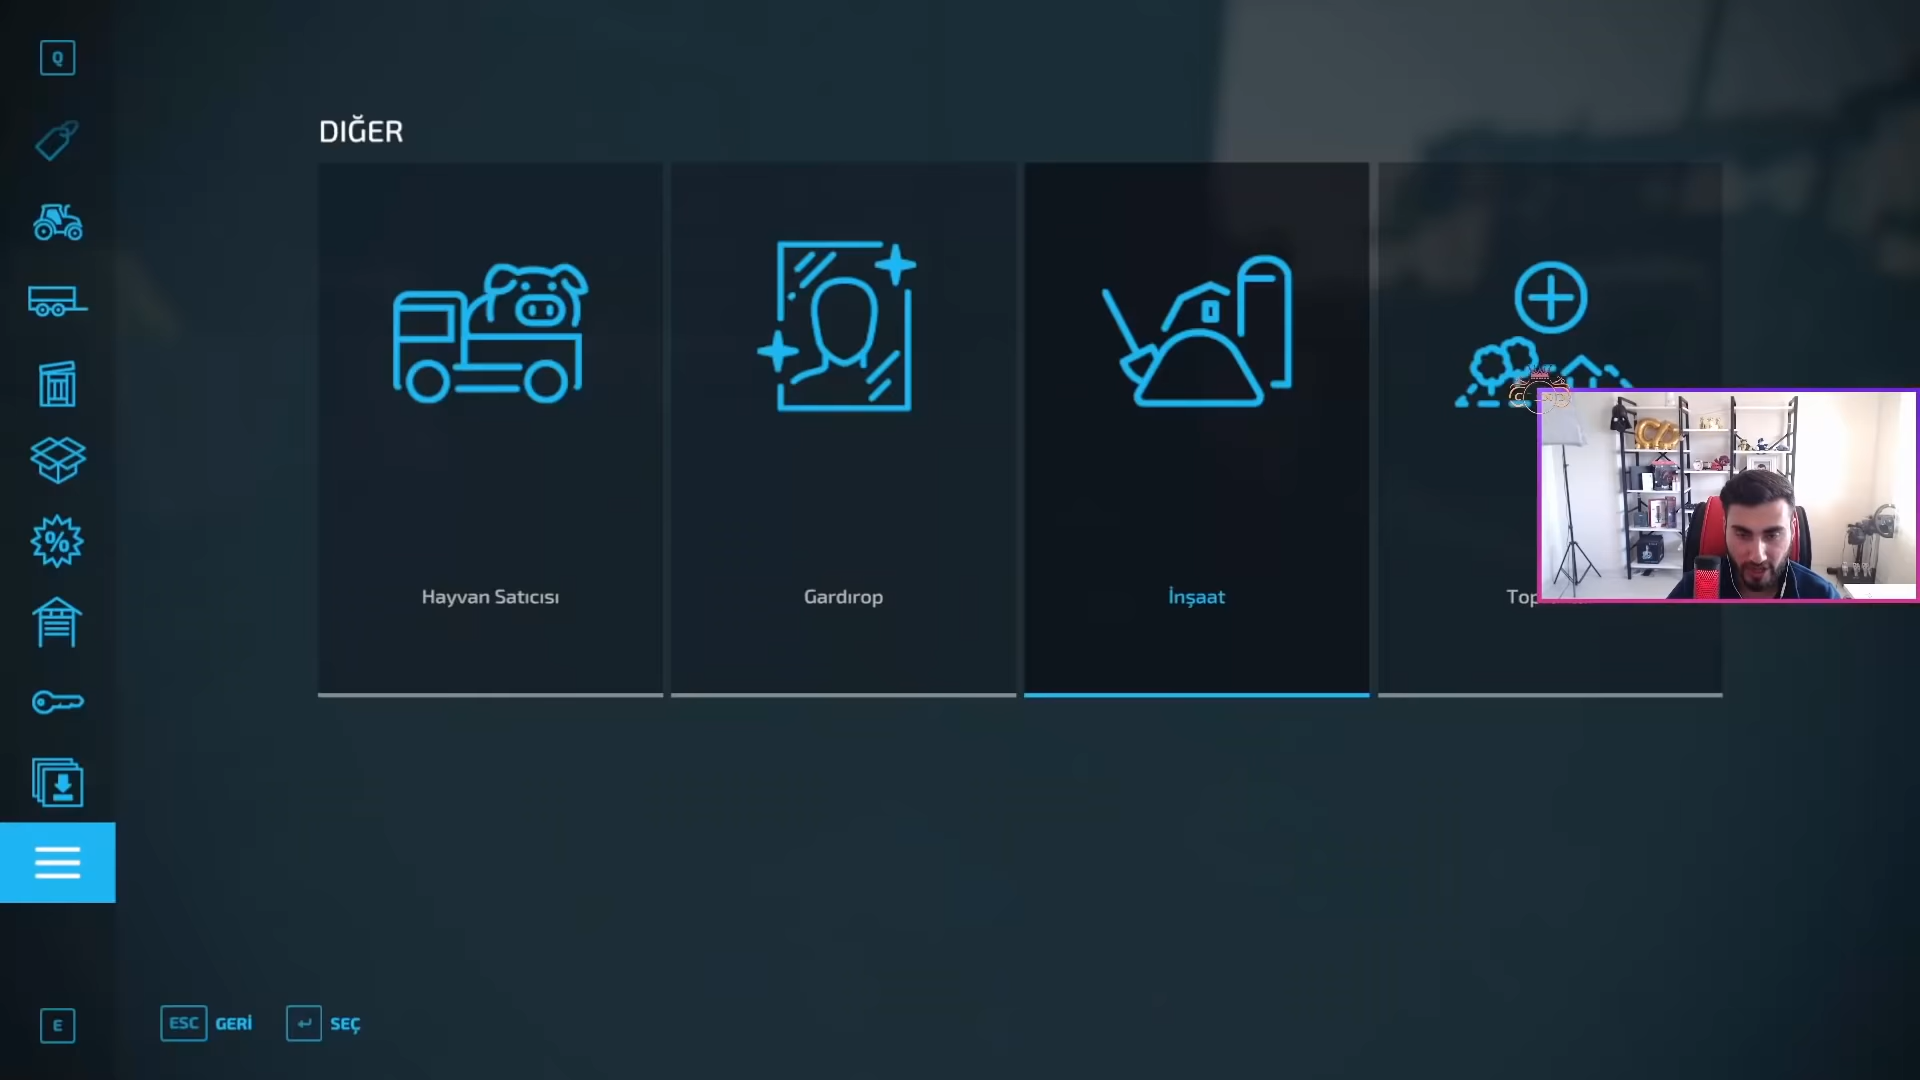 Q
DIĞER
Hayvan Satıcısı
Gardırop
İnşaat
%
E
ESC GERİ
SEÇ